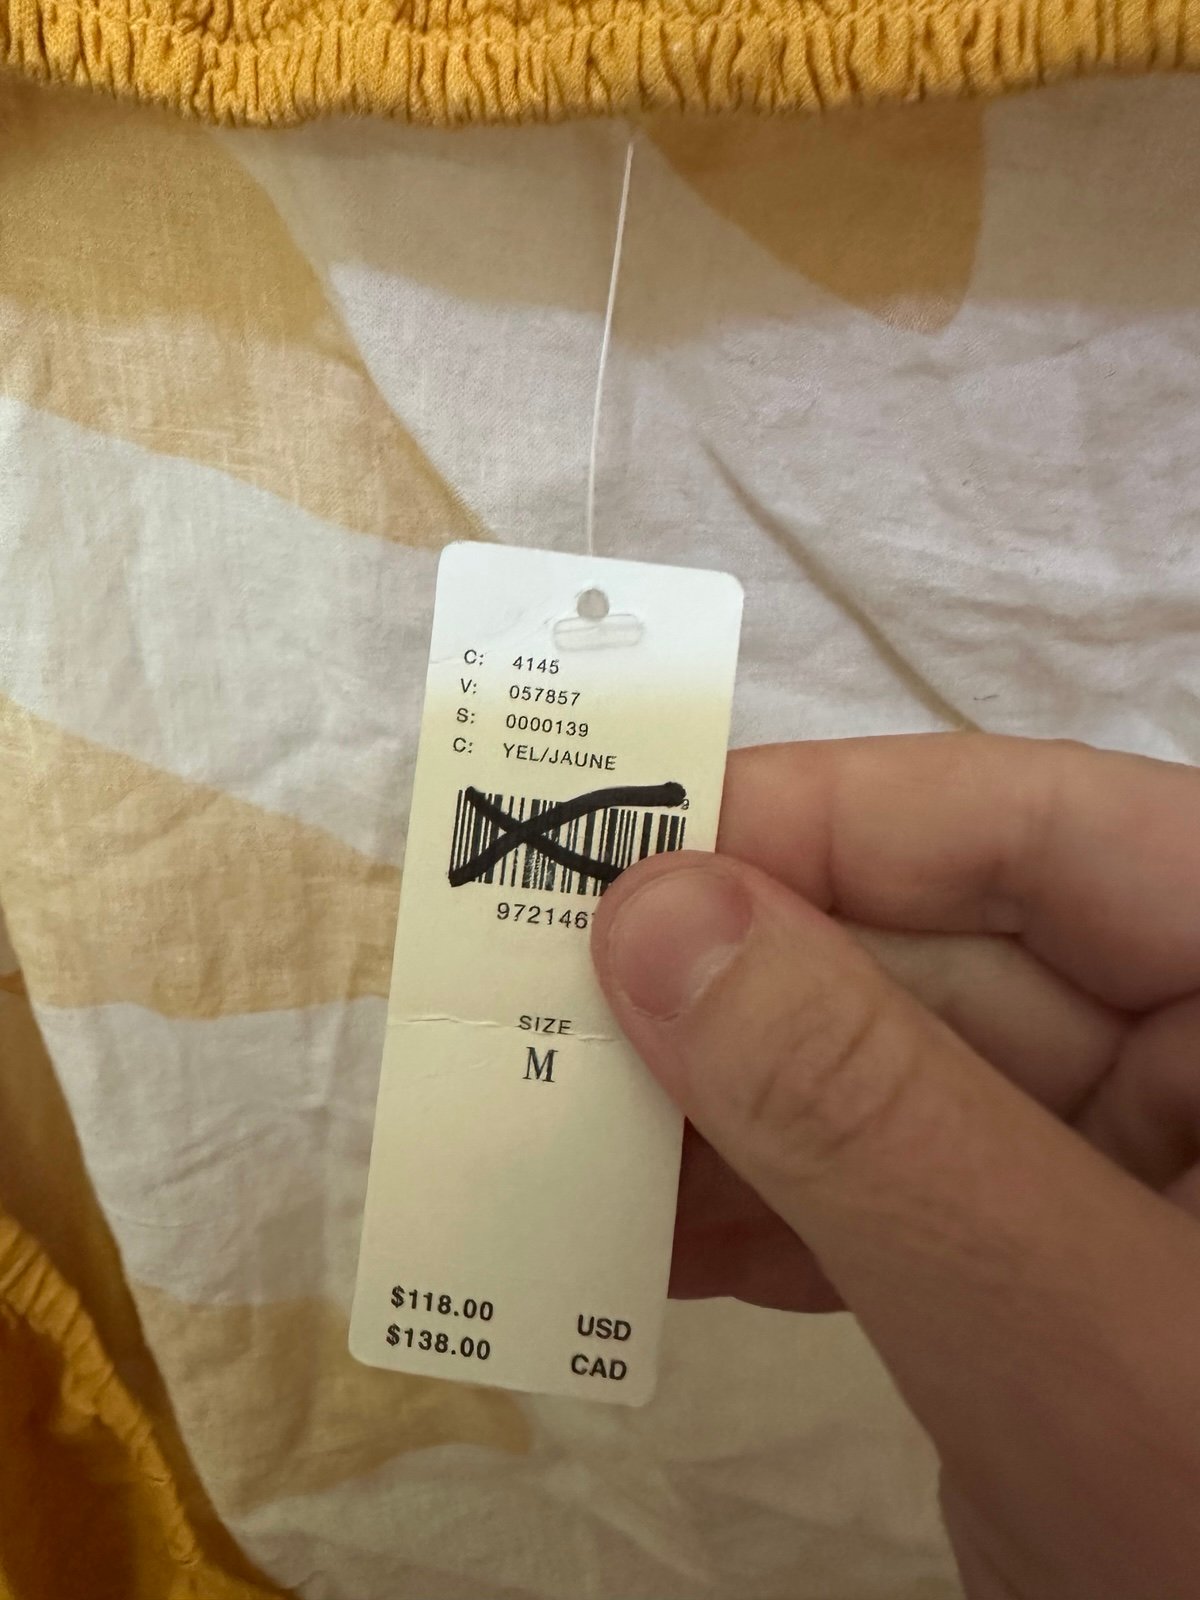 C: 4145
V: 057857
S: 0000139
C: YEL/JAUNE
SIZE
M
$118.00 USD
$138.00 CAD